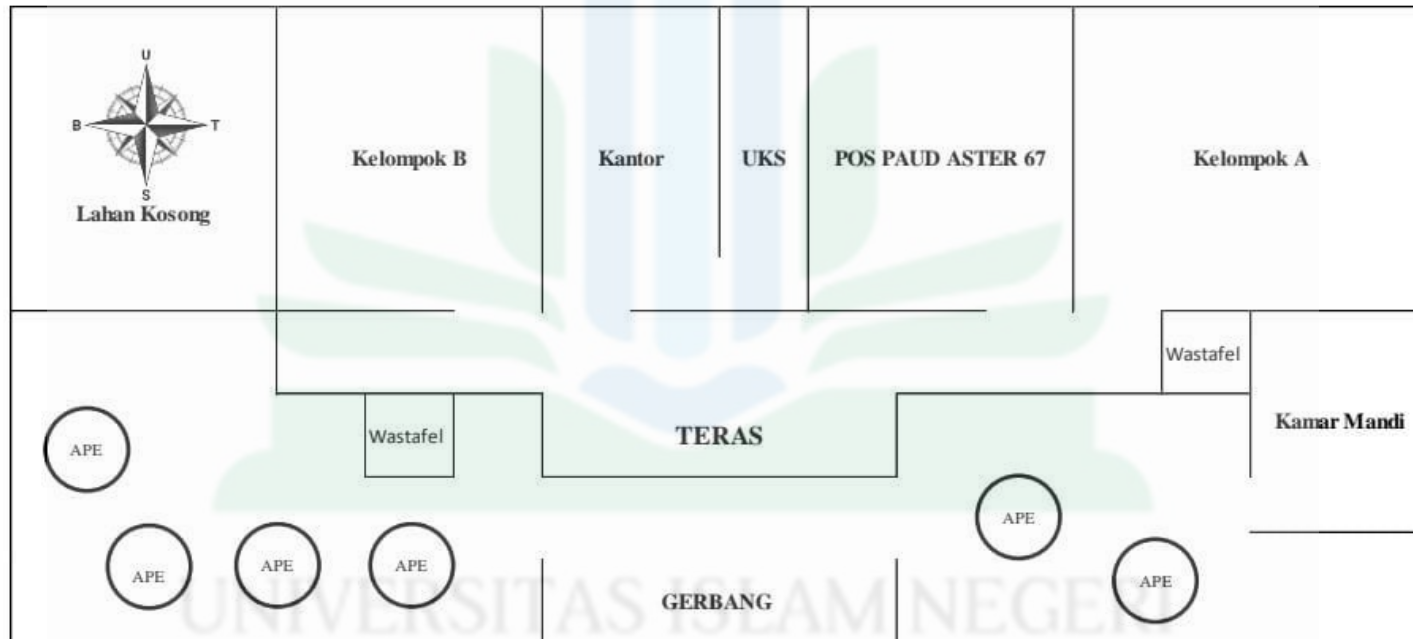 U
B T
S
Lahan Kosong
Kelompok B
Kantor
UKS
POS PAUD ASTER 67
Kelompok A
Wastafel
Wastafel
TERAS
Kamar Mandi
APE
APE
APE
APE
APE
APE
GERBANG
UNIVERSITAS ISLAM NEGERI